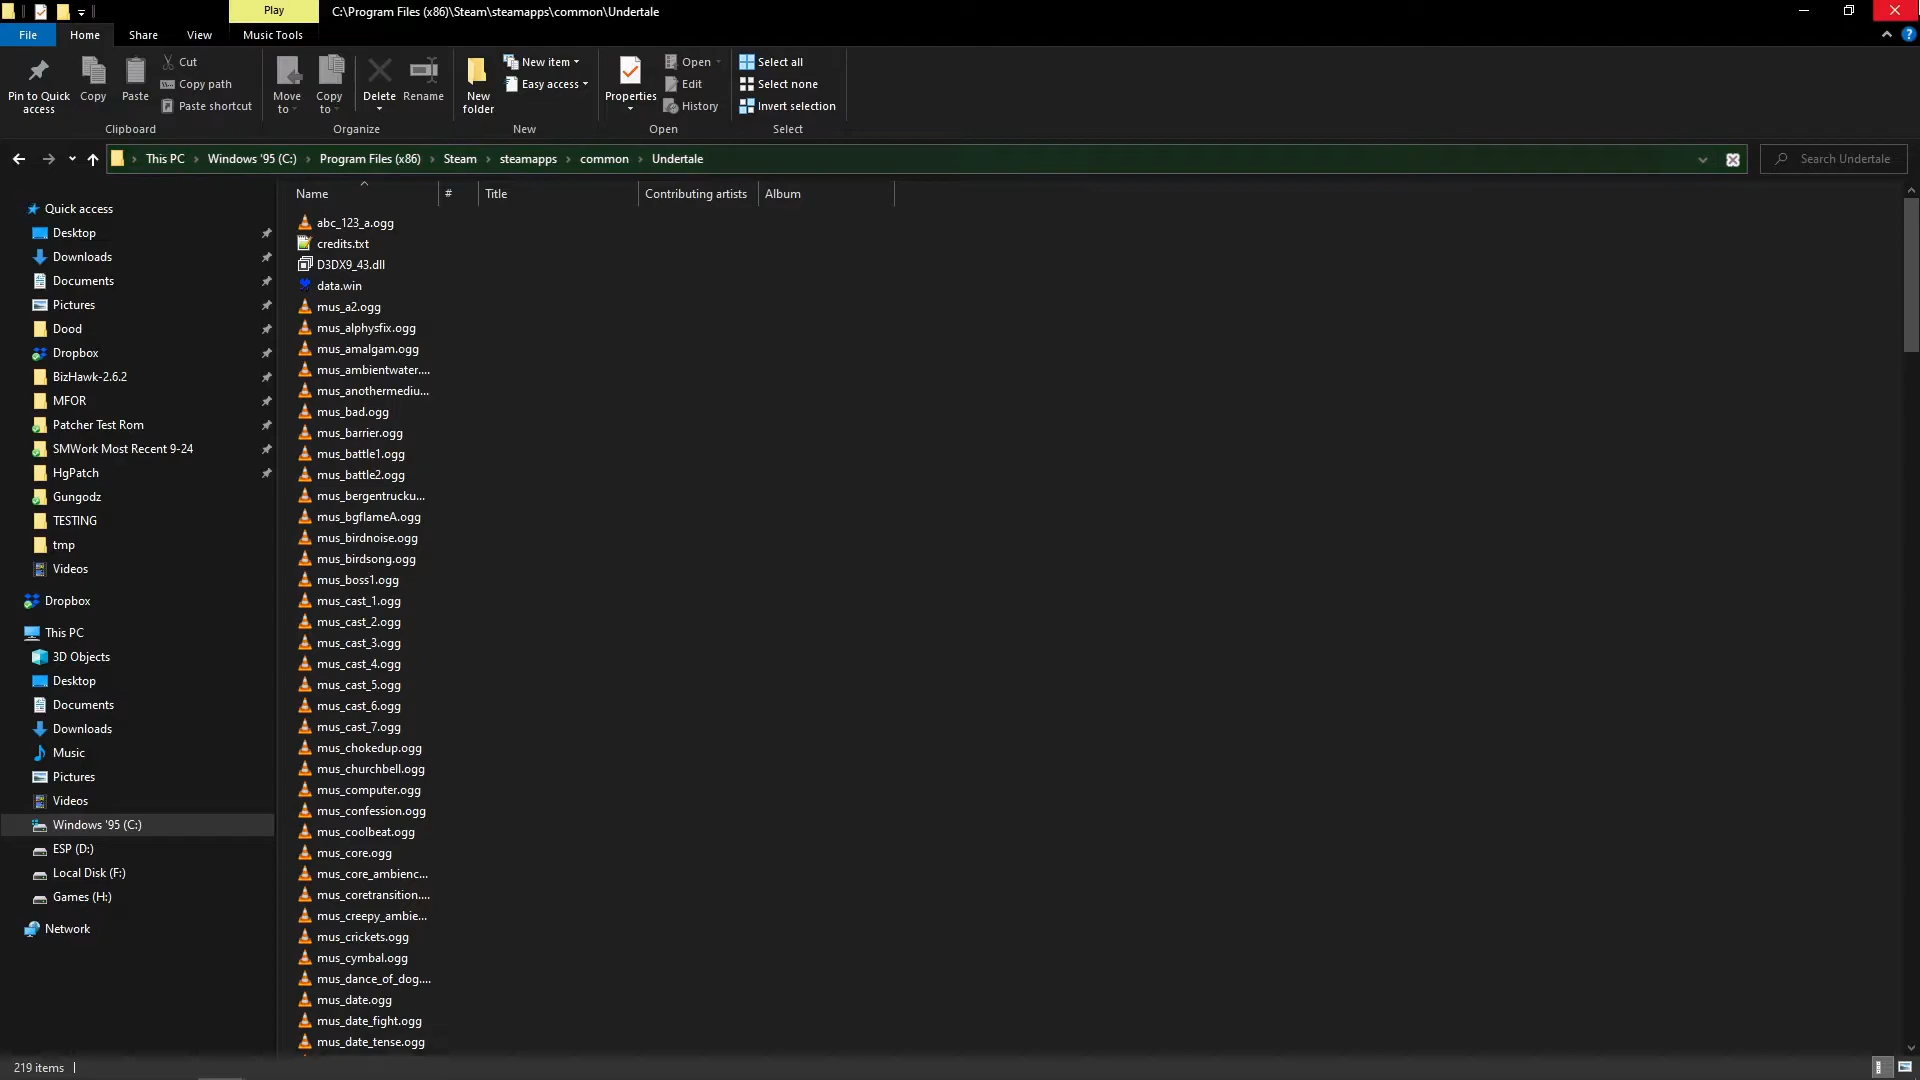 Play
C:\Program Files (x86)\Steam\steamapps\common\Undertale
File
Home
Share
View
Music Tools
Pin to Quick access
Copy
Paste
Cut
Copy path
Paste shortcut
Clipboard
Move to
Copy to
Delete
Rename
Organize
New folder
New item
Easy access
New
Properties
Open
Edit
History
Open
Select all
Select none
Invert selection
Select
This PC
Windows '95 (C:)
Program Files (x86)
Steam
steamapps
common
Undertale
Search Undertale
Name
#
Title
Contributing artists
Album
Quick access
Desktop
Downloads
Documents
Pictures
Dood
Dropbox
BizHawk-2.6.2
MFOR
Patcher Test Rom
SMWork Most Recent 9-24
HgPatch
Gungodz
TESTING
tmp
Videos
Dropbox
This PC
3D Objects
Desktop
Documents
Downloads
Music
Pictures
Videos
Windows '95 (C:)
ESP (D:)
Local Disk (F:)
Games (H:)
Network
abc_123_a.ogg
credits.txt
D3DX9_43.dll
data.win
mus_a2.ogg
mus_alphysfix.ogg
mus_amalgam.ogg
mus_ambientwater....
mus_anothermediu...
mus_bad.ogg
mus_barrier.ogg
mus_battle1.ogg
mus_battle2.ogg
mus_bergentrucku...
mus_bgflameA.ogg
mus_birdnoise.ogg
mus_birdsong.ogg
mus_boss1.ogg
mus_cast_1.ogg
mus_cast_2.ogg
mus_cast_3.ogg
mus_cast_4.ogg
mus_cast_5.ogg
mus_cast_6.ogg
mus_cast_7.ogg
mus_chokedup.ogg
mus_churchbell.ogg
mus_computer.ogg
mus_confession.ogg
mus_coolbeat.ogg
mus_core.ogg
mus_core_ambienc...
mus_coretransition....
mus_creepy_ambie...
mus_crickets.ogg
mus_cymbal.ogg
mus_dance_of_dog....
mus_date.ogg
mus_date_fight.ogg
mus_date_tense.ogg
219 items